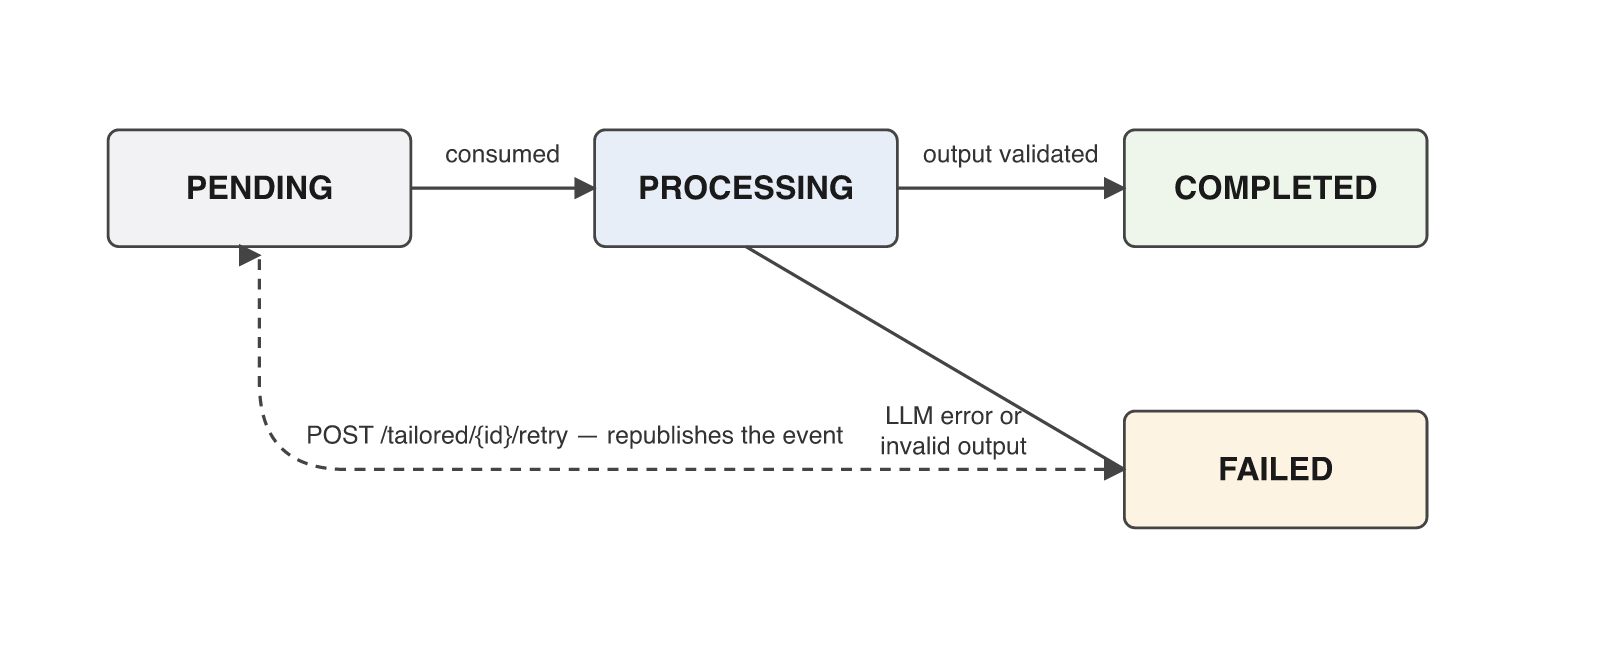 PENDING
consumed
PROCESSING
output validated
COMPLETED
LLM error or
invalid output
POST /tailored/{id}/retry — republishes the event
FAILED